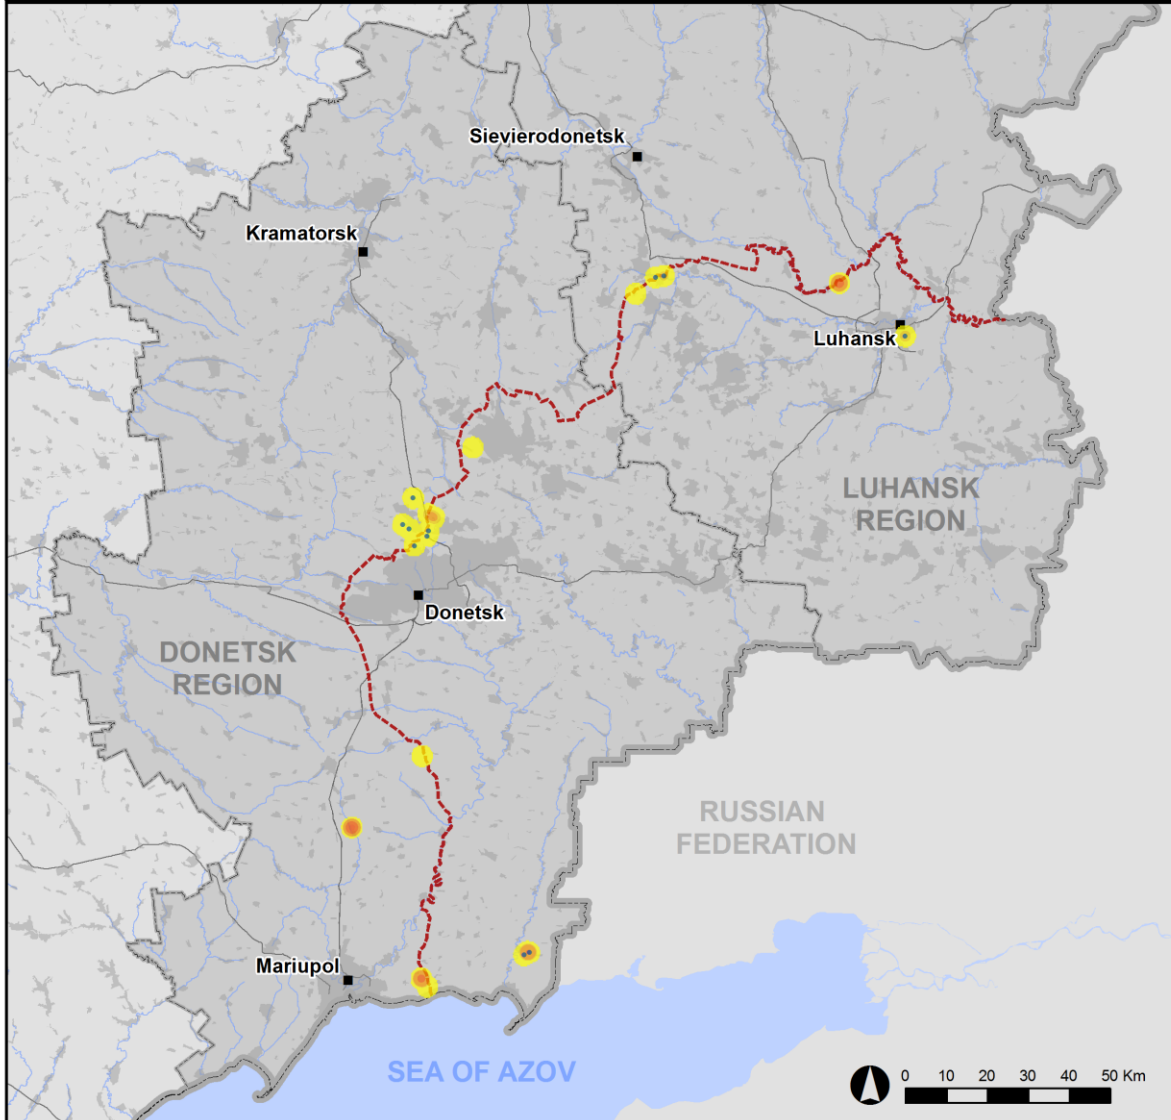 Sievierodonetsk
Kramatorsk
Luhansk
LUHANSK
REGION
Donetsk
DONETSK
REGION
RUSSIAN
FEDERATION
Mariupol
SEA OF AZOV
0 10 20 30 40 50 Km